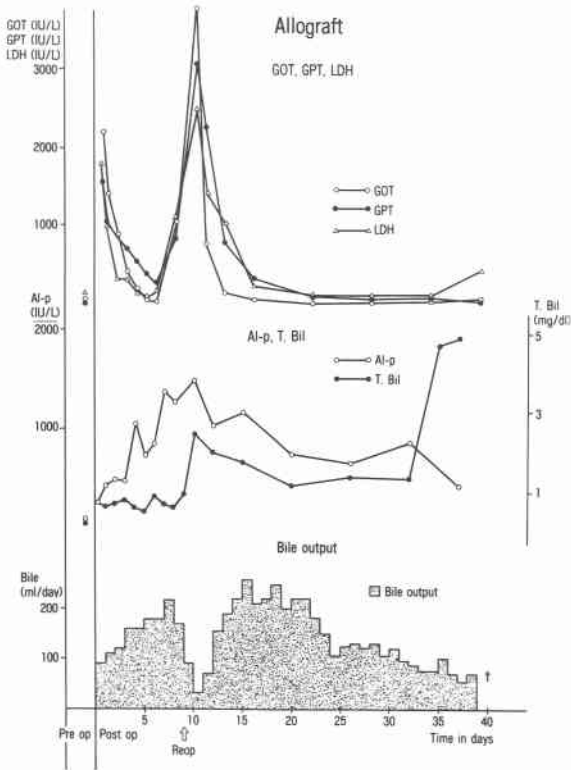 Allograft
GOT (IU/L)
GPT (IU/L)
LDH (IU/L)
3000
2000
1000
GOT, GPT, LDH
GOT
GPT
LDH
Al-p
(IU/L)
2000
1000
Al-p, T. Bil
Al-p
T. Bil
T. Bil
(mg/dl)
5
3
1
Bile output
Bile
(ml/day)
200
100
Bile output
†
Pre op
Post op
5
10
15
20
25
30
35
40
Reop
Time in days